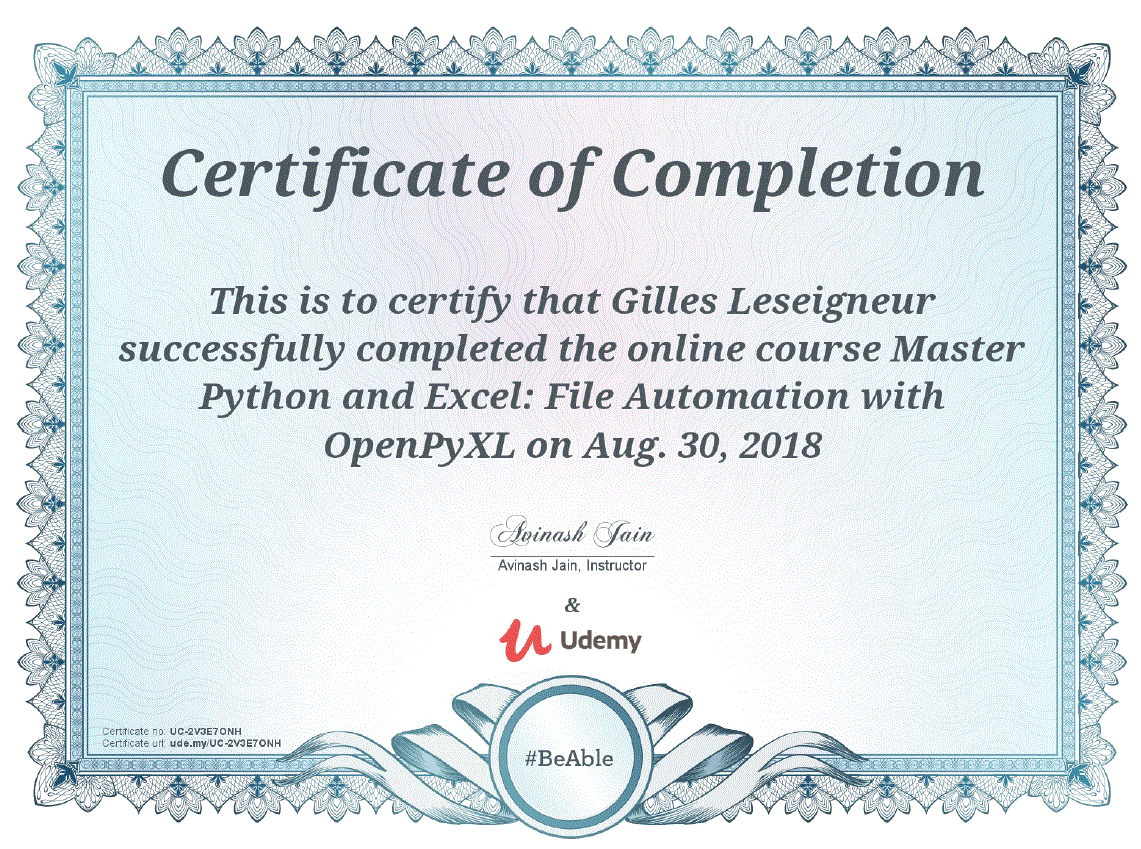 Certificate of Completion
This is to certify that Gilles Leseigneur
successfully completed the online course Master
Python and Excel: File Automation with
OpenPyXL on Aug. 30, 2018
Avinash Jain
Avinash Jain, Instructor
&
Udemy
Certificate no: UC-2V3E7ONH
Certificate url: ude.my/UC-2V3E7ONH
#BeAble